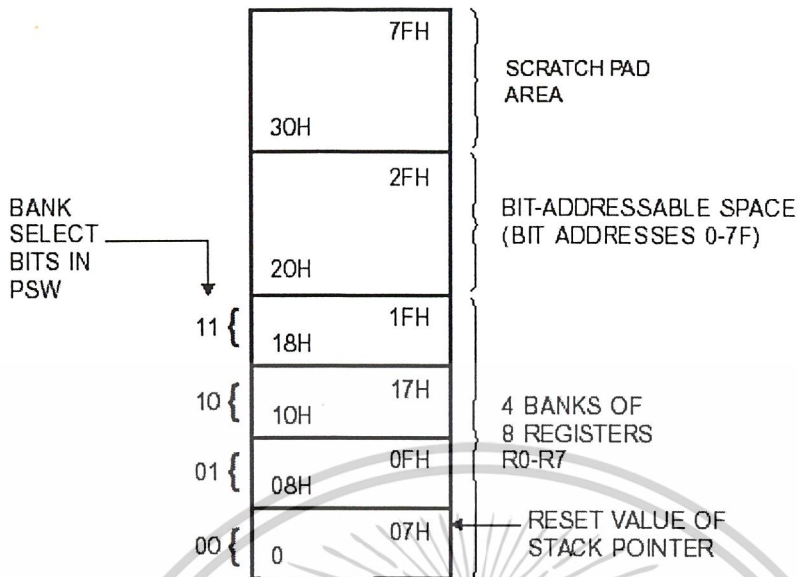 7FH
SCRATCH PAD
AREA
30H
2FH
BANK
SELECT
BITS IN
PSW
BIT-ADDRESSABLE SPACE
(BIT ADDRESSES 0-7F)
20H
11 {
1FH
18H
10 {
17H
10H
4 BANKS OF
8 REGISTERS
R0-R7
01 {
0FH
08H
00 {
07H
0
RESET VALUE OF
STACK POINTER